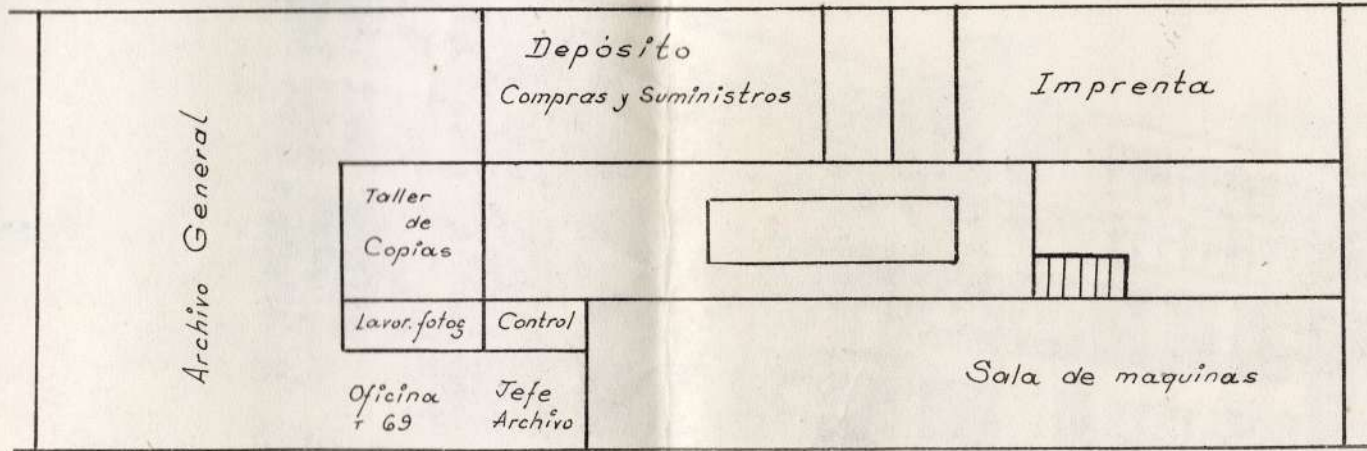 Archivo General
Depósito
Compras y Suministros
Imprenta
Taller
de
Copias
Lavor. fotog
Control
Oficina
T 69
Jefe
Archivo
Sala de maquinas